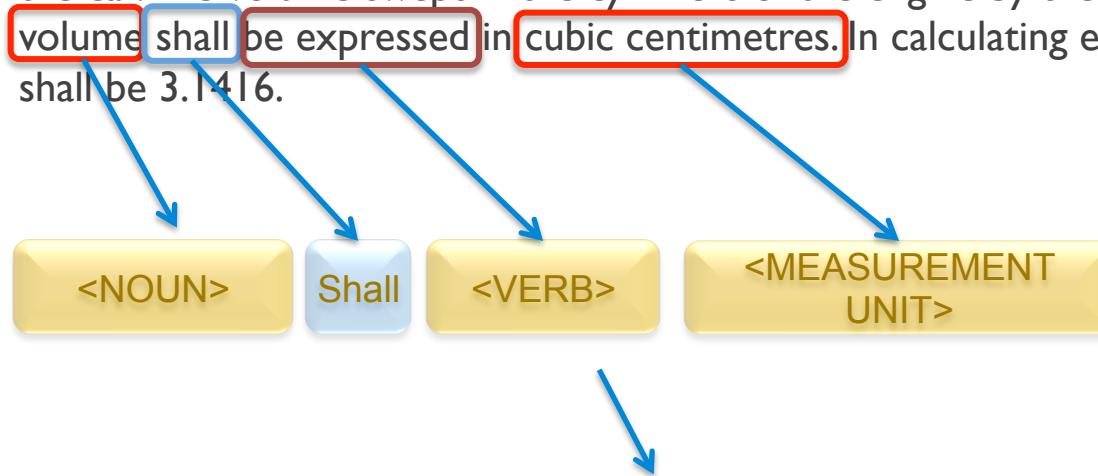 volume shall be expressed in cubic centimetres. In calculating
shall be 3.1416.
<NOUN> Shall <VERB> <MEASUREMENT
UNIT>